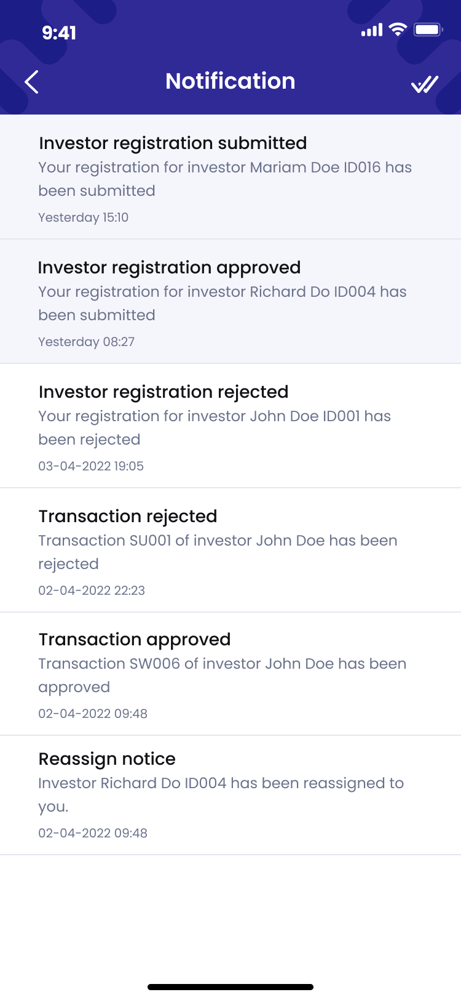 9:41
Notification
Investor registration submitted
Your registration for investor Mariam Doe ID016 has
been submitted
Yesterday 15:10
Investor registration approved
Your registration for investor Richard Do ID004 has
been submitted
Yesterday 08:27
Investor registration rejected
Your registration for investor John Doe ID001 has
been rejected
03-04-2022 19:05
Transaction rejected
Transaction SU001 of investor John Doe has been
rejected
02-04-2022 22:23
Transaction approved
Transaction SW006 of investor John Doe has been
approved
02-04-2022 09:48
Reassign notice
Investor Richard Do ID004 has been reassigned to
you.
02-04-2022 09:48